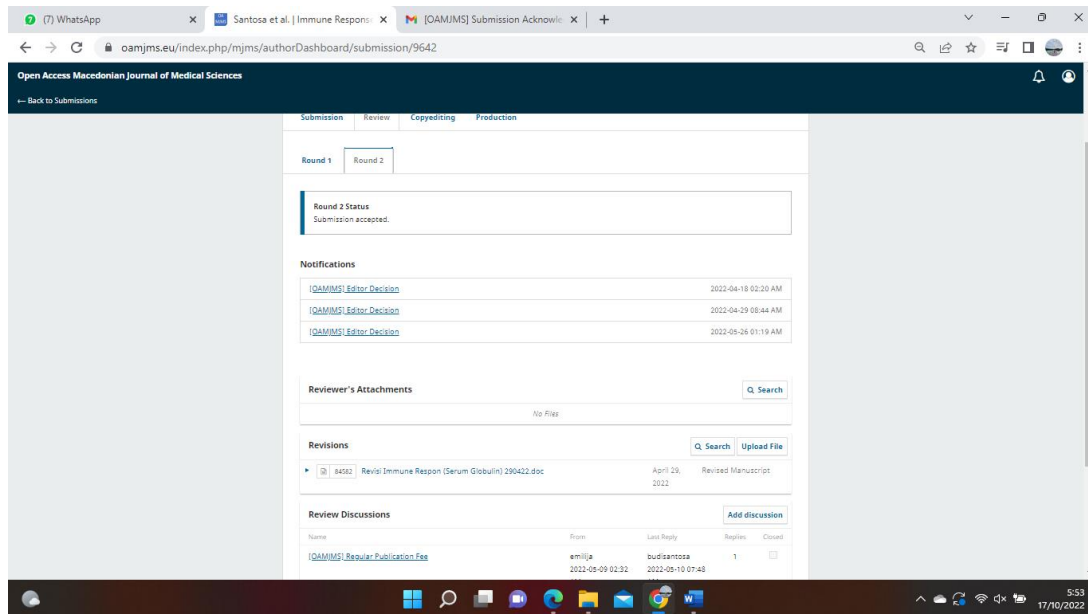 (7) WhatsApp
Santosa et al. | Immune Respons
[OAMJMS] Submission Acknowle
oamjms.eu/index.php/mjms/authorDashboard/submission/9642
Open Access Macedonian Journal of Medical Sciences
← Back to Submissions
Submission Review Copyediting Production
Round 1 Round 2
Round 2 Status
Submission accepted.
Notifications
[OAMJMS] Editor Decision 2022-04-18 02:20 AM
[OAMJMS] Editor Decision 2022-04-29 08:44 AM
[OAMJMS] Editor Decision 2022-05-26 01:19 AM
Reviewer's Attachments Search
No Files
Revisions Search Upload File
84582 Revisi Immune Respon (Serum Globulin) 290422.doc April 29, 2022 Revised Manuscript
Review Discussions Add discussion
Name From Last Reply Replies Closed
[OAMJMS] Regular Publication Fee emilija budisantosa 1
2022-05-09 02:32 2022-05-10 07:48
5:53
17/10/2022